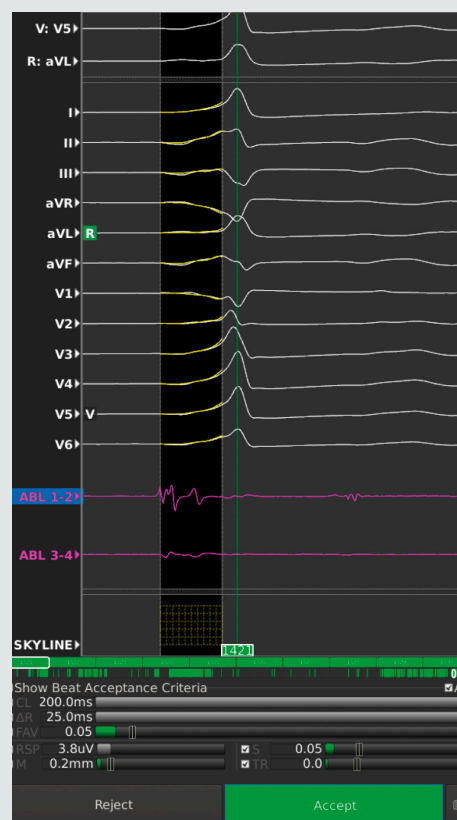 V: V5
R: aVL
I
II
III
aVR
aVL R
aVF
V1
V2
V3
V4
V5 V
V6
ABL 1-2
ABL 3-4
SKYLINE
1421
Show Beat Acceptance Criteria
CL 200.0ms
ΔR 25.0ms
FAV 0.05
RSP 3.8uV S 0.05
M 0.2mm TR 0.0
Reject Accept